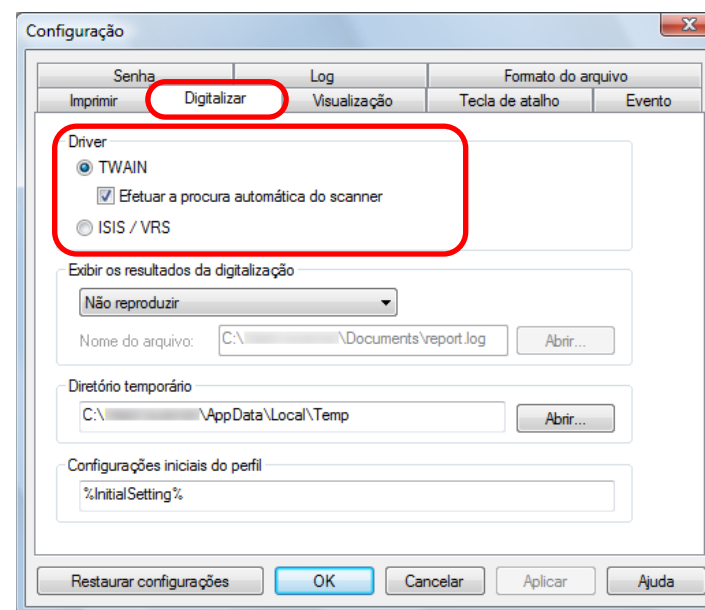 Configuração
Senha Log Formato do arquivo
Imprimir Digitalizar Visualização Tecla de atalho Evento
Driver
TWAIN
Efetuar a procura automática do scanner
ISIS / VRS
Exibir os resultados da digitalização
Não reproduzir
Nome do arquivo: C:\ \Documents\report.log Abrir...
Diretório temporário
C:\ \AppData\Local\Temp Abrir...
Configurações iniciais do perfil
%InitialSetting%
Restaurar configurações OK Cancelar Aplicar Ajuda